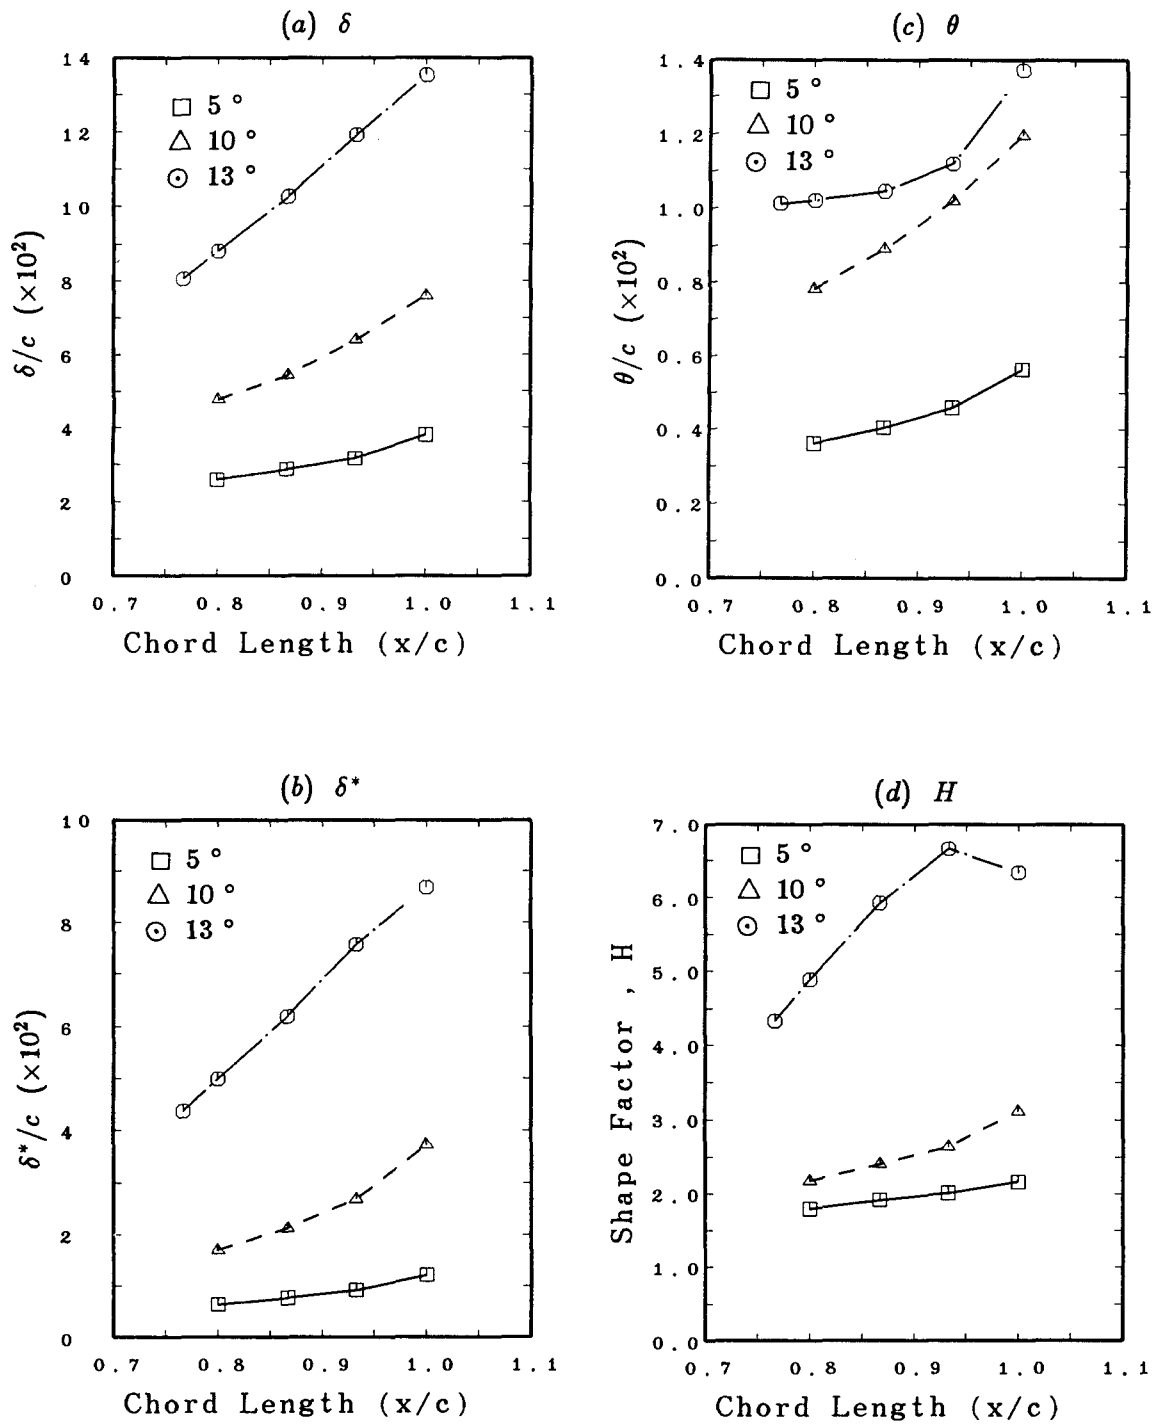 (a) δ
14
12
10
8
6
4
2
0
δ/c (×10²)
□ 5 °
△ 10 °
⊙ 13 °
0.7 0.8 0.9 1.0 1.1
Chord Length (x/c)
(c) θ
1.4
1.2
1.0
0.8
0.6
0.4
0.2
0.0
θ/c (×10²)
□ 5 °
△ 10 °
⊙ 13 °
0.7 0.8 0.9 1.0 1.1
Chord Length (x/c)
(b) δ*
10
8
6
4
2
0
δ*/c (×10²)
□ 5 °
△ 10 °
⊙ 13 °
0.7 0.8 0.9 1.0 1.1
Chord Length (x/c)
(d) H
7.0
6.0
5.0
4.0
3.0
2.0
1.0
0.0
Shape Factor , H
□ 5 °
△ 10 °
⊙ 13 °
0.7 0.8 0.9 1.0 1.1
Chord Length (x/c)